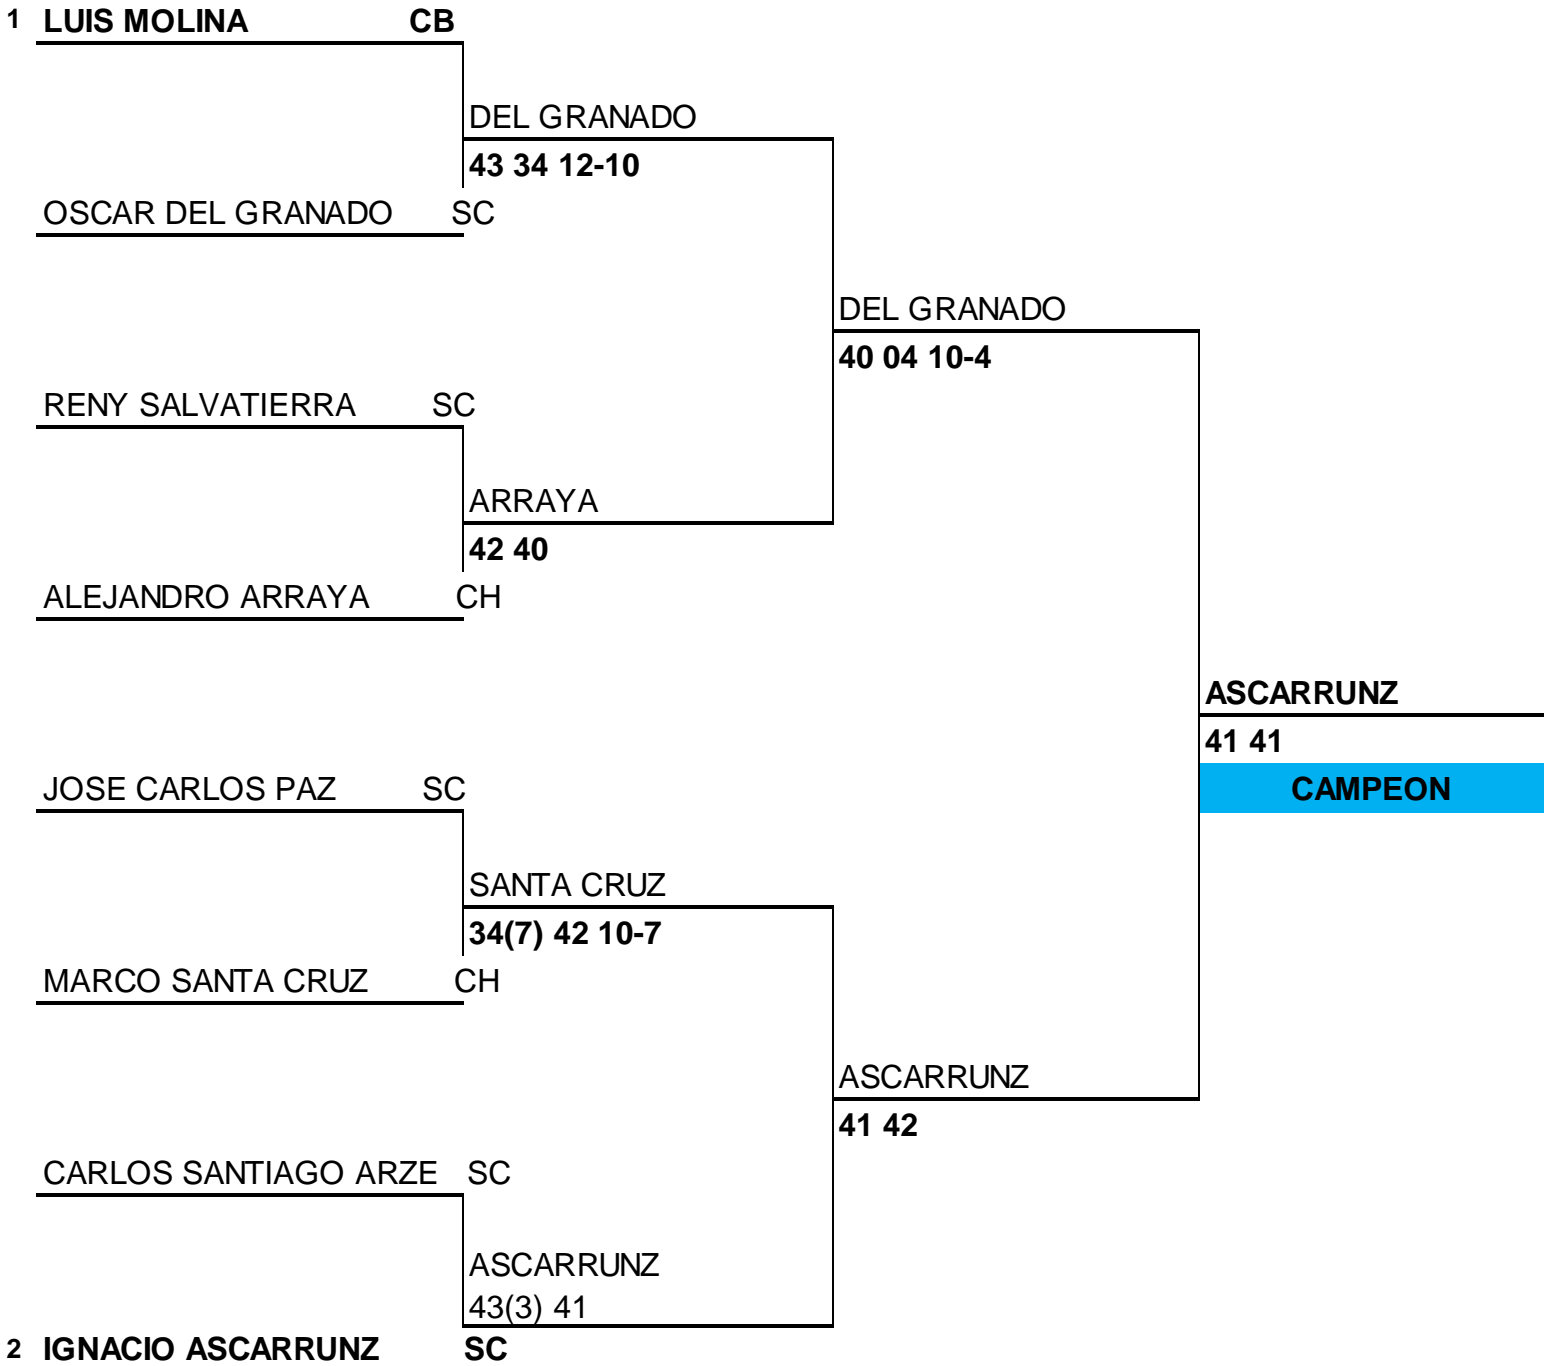 1 LUIS MOLINA CB
DEL GRANADO
43 34 12-10
OSCAR DEL GRANADO SC
DEL GRANADO
40 04 10-4
RENY SALVATIERRA SC
ARRAYA
42 40
ALEJANDRO ARRAYA CH
ASCARRUNZ
41 41
JOSE CARLOS PAZ SC
CAMPEON
SANTA CRUZ
34(7) 42 10-7
MARCO SANTA CRUZ CH
ASCARRUNZ
41 42
CARLOS SANTIAGO ARZE SC
ASCARRUNZ
43(3) 41
2 IGNACIO ASCARRUNZ SC